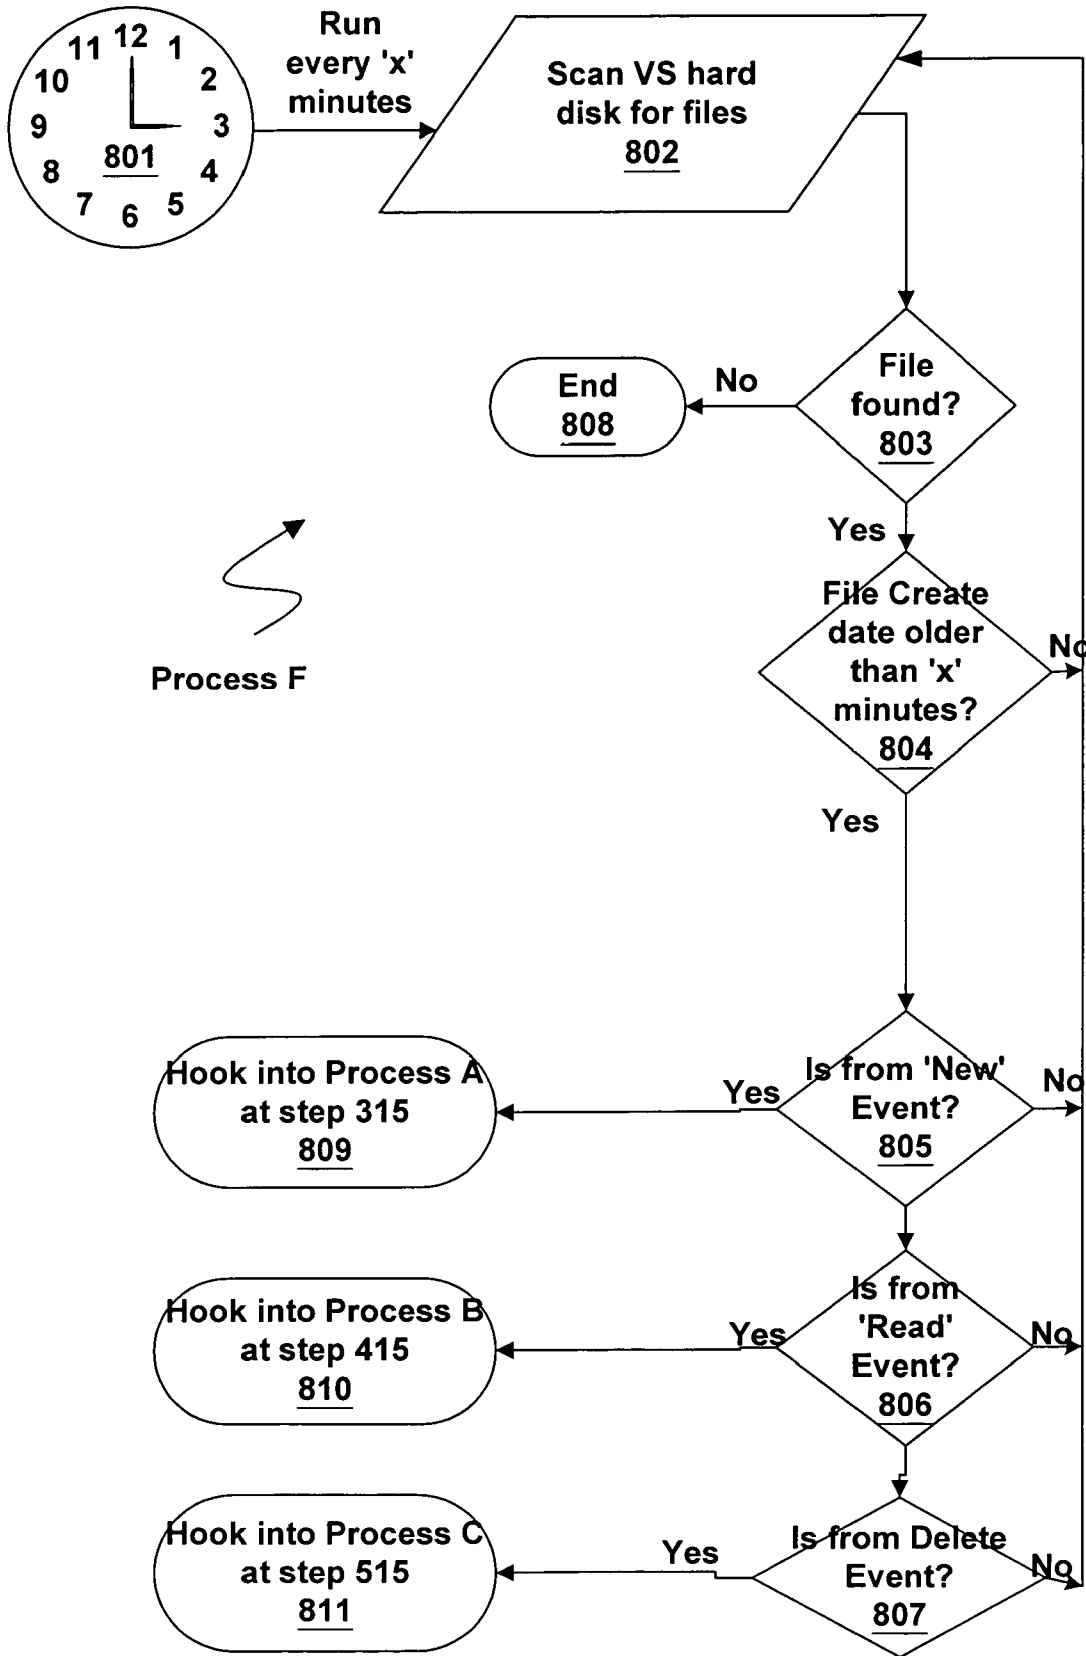 12
11
1
10
2
9
3
801
8
4
7
5
6
Run
every 'x'
minutes
Scan VS hard
disk for files
802
File
found?
803
No
End
808
Yes
File Create
date older
than 'x'
minutes?
804
No
Process F
Yes
Is from 'New'
Event?
805
No
Yes
Hook into Process A
at step 315
809
Is from
'Read'
Event?
806
No
Yes
Hook into Process B
at step 415
810
Is from Delete
Event?
807
No
Yes
Hook into Process C
at step 515
811